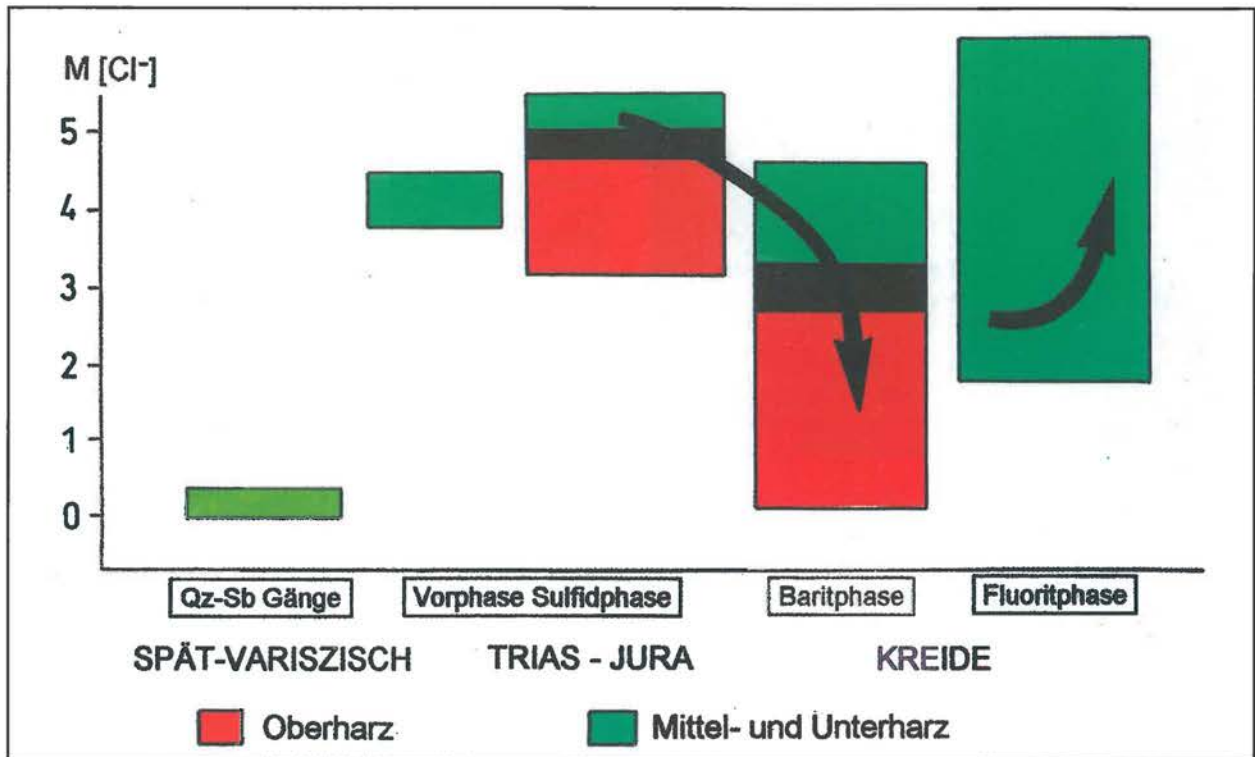 M [Cl⁻]
5
4
3
2
1
0
Qz-Sb Gänge Vorphase Sulfidphase Baritphase Fluoritphase
SPÄT-VARISZISCH TRIAS - JURA KREIDE
Oberharz Mittel- und Unterharz